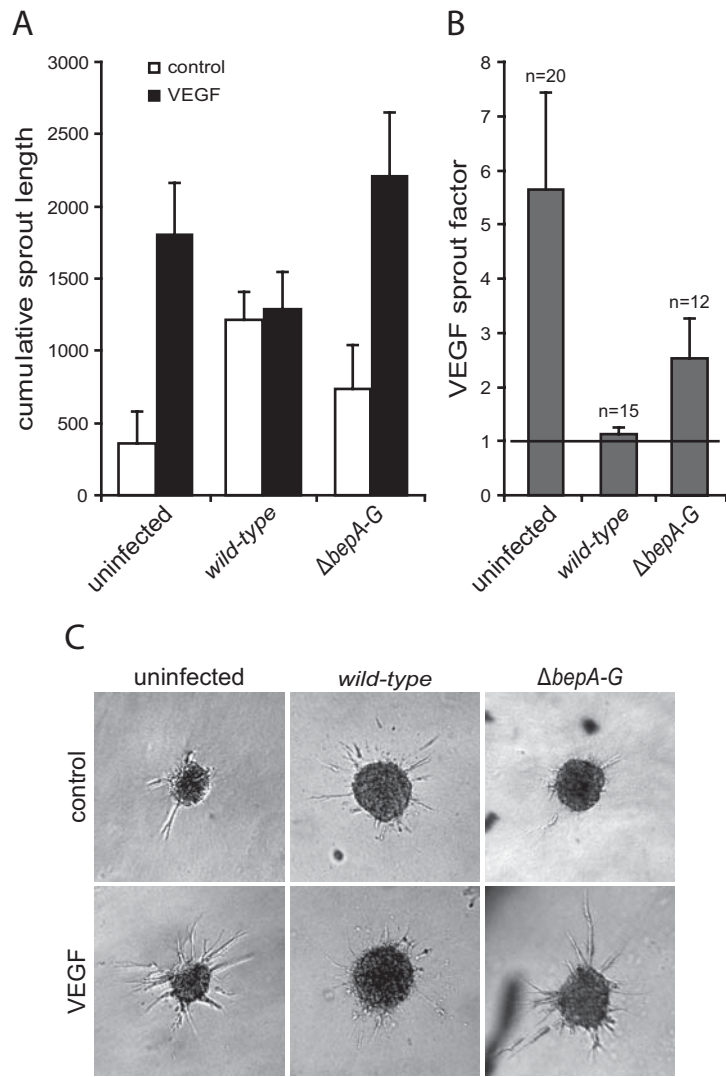 A
cumulative sprout length
3000
2500
2000
1500
1000
500
0
control
VEGF
uninfected
wild-type
ΔbepA-G
B
VEGF sprout factor
8
7
6
5
4
3
2
1
0
n=20
n=15
n=12
uninfected
wild-type
ΔbepA-G
C
uninfected wild-type ΔbepA-G
control
VEGF